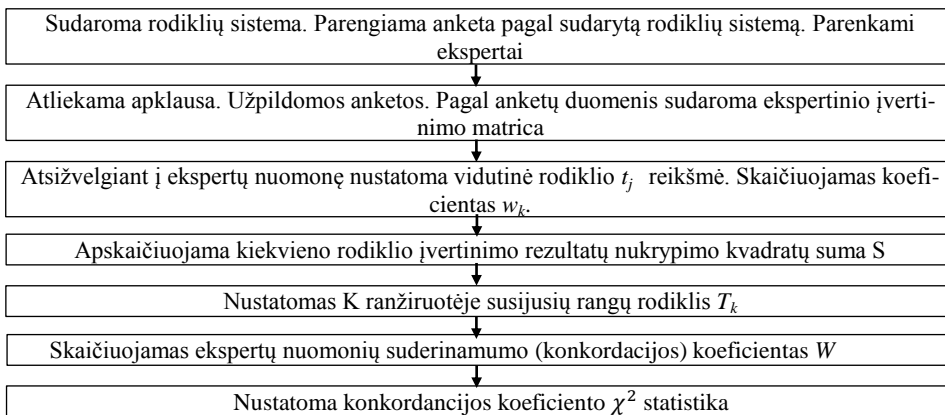 Sudaroma rodiklių sistema. Parengiama anketa pagal sudarytą rodiklių sistemą. Parenkami
ekspertai
Atliekama apklausa. Užpildomos anketos. Pagal anketų duomenis sudaroma ekspertinio įverti-
nimo matrica
Atsižvelgiant į ekspertų nuomonę nustatoma vidutinė rodiklio t_j reikšmė. Skaičiuojamas koefi-
cientas w_k.
Apskaičiuojama kiekvieno rodiklio įvertinimo rezultatų nukrypimo kvadratų suma S
Nustatomas K ranžiruotėje susijusių rangų rodiklis T_k
Skaičiuojamas ekspertų nuomonių suderinamumo (konkordacijos) koeficientas W
Nustatoma konkordancijos koeficiento χ² statistika